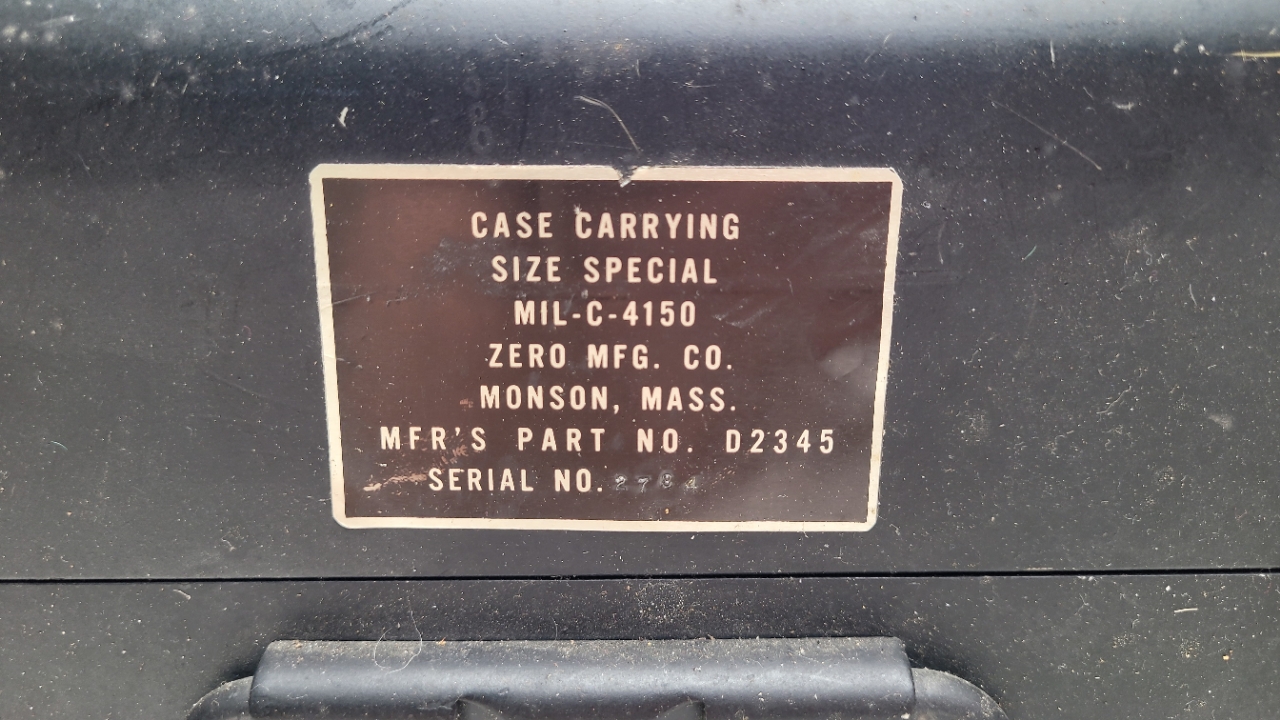 CASE CARRYING
SIZE SPECIAL
MIL-C-4150
ZERO MFG. CO.
MONSON, MASS.
MFR'S PART NO. D2345
SERIAL NO.